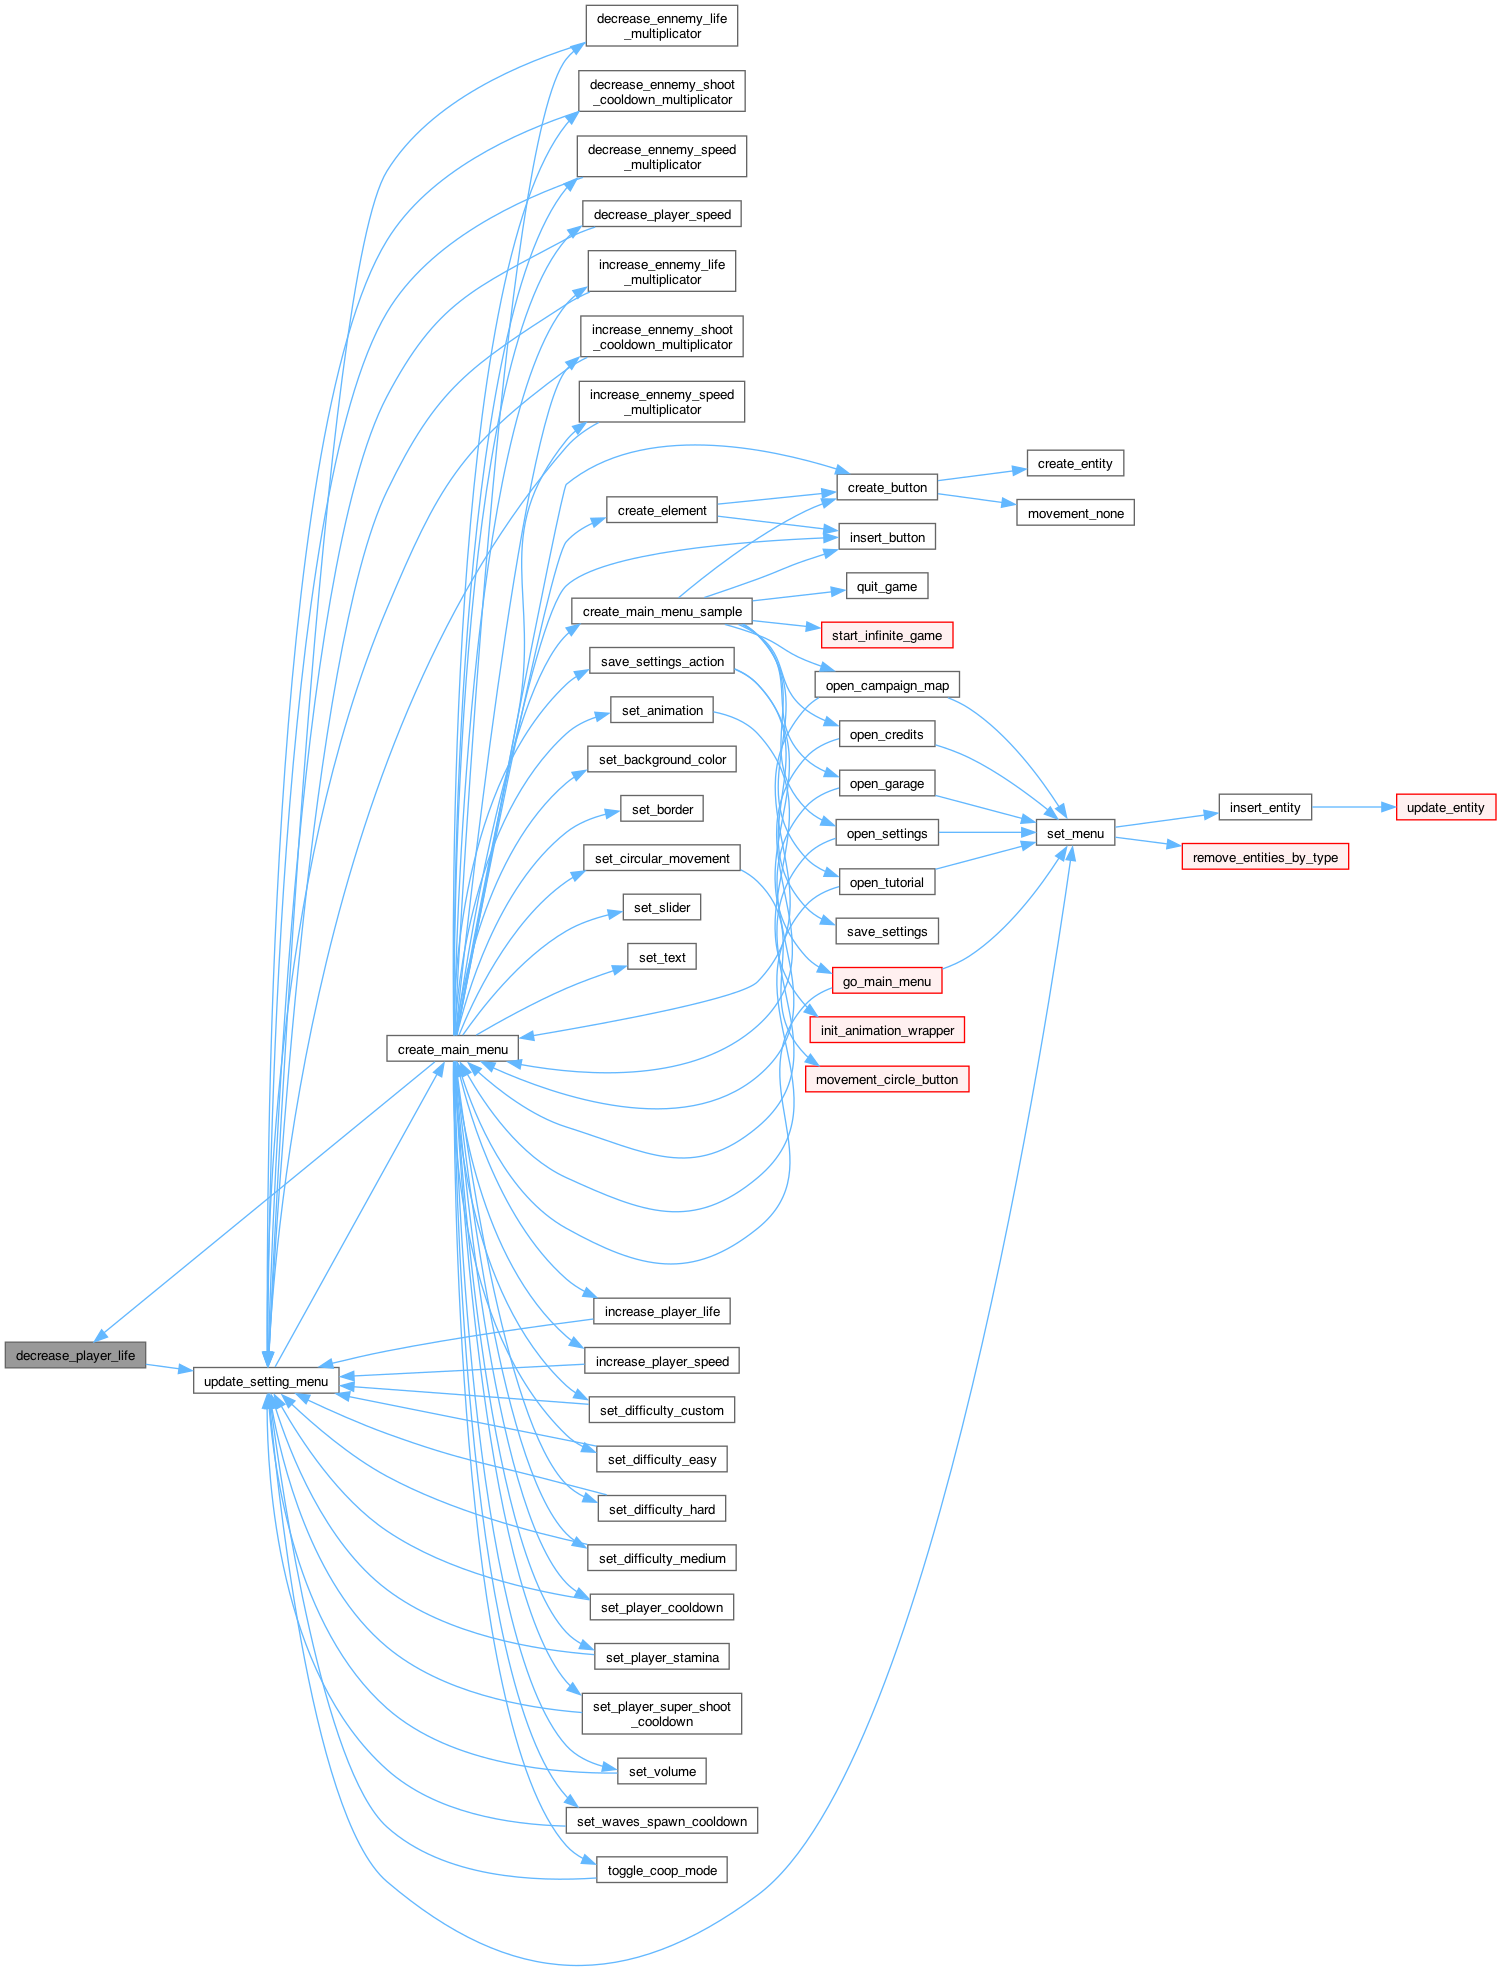 decrease_ennemy_life
_multiplicator
decrease_ennemy_shoot
_cooldown_multiplicator
decrease_ennemy_speed
_multiplicator
decrease_player_speed
increase_ennemy_life
_multiplicator
increase_ennemy_shoot
_cooldown_multiplicator
increase_ennemy_speed
_multiplicator
create_entity
create_button
create_element
movement_none
insert_button
quit_game
create_main_menu_sample
start_infinite_game
save_settings_action
open_campaign_map
set_animation
open_credits
set_background_color
open_garage
set_border
insert_entity
update_entity
open_settings
set_menu
set_circular_movement
remove_entities_by_type
open_tutorial
set_slider
save_settings
set_text
go_main_menu
init_animation_wrapper
create_main_menu
movement_circle_button
increase_player_life
decrease_player_life
increase_player_speed
update_setting_menu
set_difficulty_custom
set_difficulty_easy
set_difficulty_hard
set_difficulty_medium
set_player_cooldown
set_player_stamina
set_player_super_shoot
_cooldown
set_volume
set_waves_spawn_cooldown
toggle_coop_mode